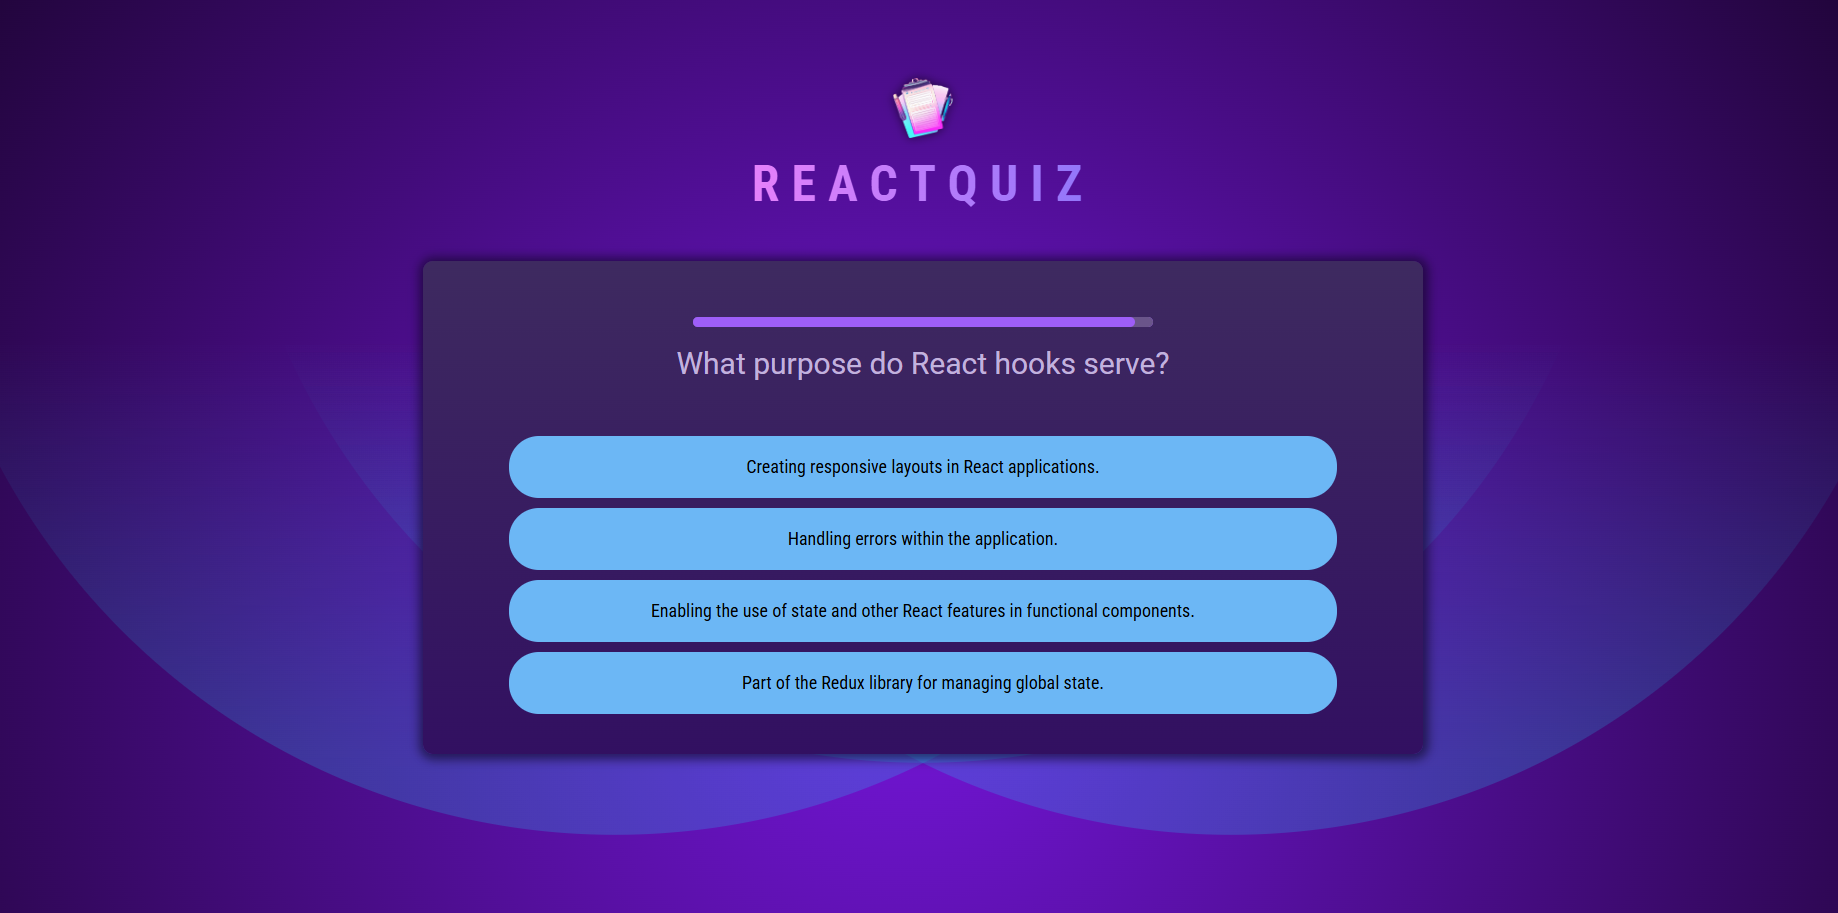 REACTQUIZ
What purpose do React hooks serve?
Creating responsive layouts in React applications.
Handling errors within the application.
Enabling the use of state and other React features in functional components.
Part of the Redux library for managing global state.